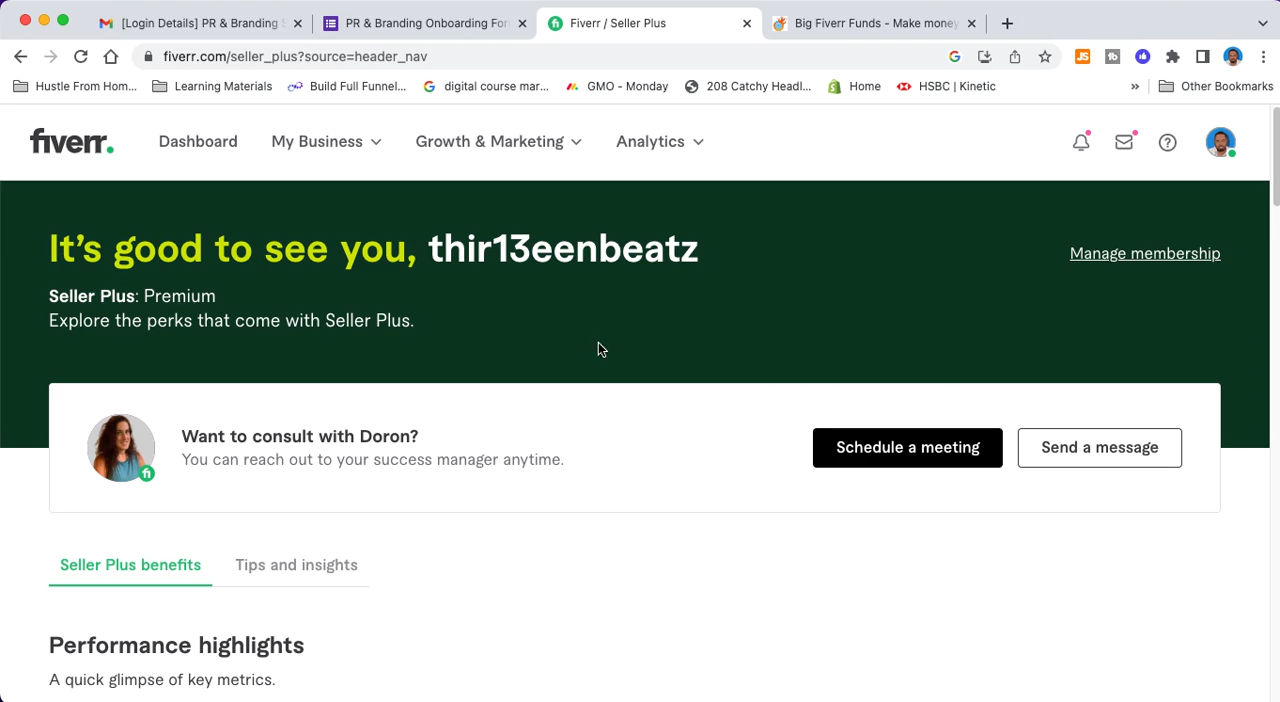 [Login Details] PR & Branding S
PR & Branding Onboarding For
Fiverr / Seller Plus
Big Fiverr Funds - Make money
fiverr.com/seller_plus?source=header_nav
Hustle From Hom...
Learning Materials
Build Full Funnel...
digital course mar...
GMO - Monday
208 Catchy Headl...
Home
HSBC | Kinetic
»
Other Bookmarks
fiverr.
Dashboard
My Business
Growth & Marketing
Analytics
It's good to see you, thir13eenbeatz
Manage membership
Seller Plus: Premium
Explore the perks that come with Seller Plus.
Want to consult with Doron?
You can reach out to your success manager anytime.
Schedule a meeting
Send a message
fi
Seller Plus benefits
Tips and insights
Performance highlights
A quick glimpse of key metrics.